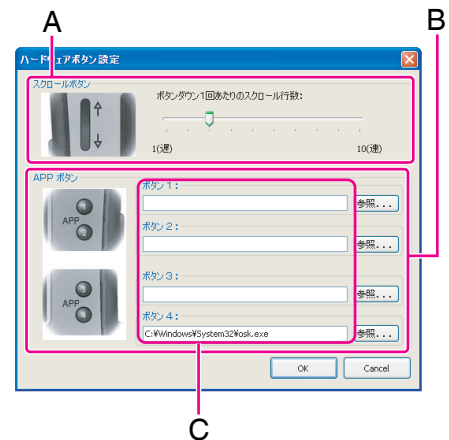 A
B
ハードウェアボタン設定
スクロールボタン
ボタンダウン1回あたりのスクロール行数:
1(遅)
10(速)
APP ボタン
ボタン 1:
参照...
APP
1
2
ボタン 2:
参照...
ボタン 3:
参照...
APP
3
4
ボタン 4:
C:¥Windows¥System32¥osk.exe
参照...
OK
Cancel
C